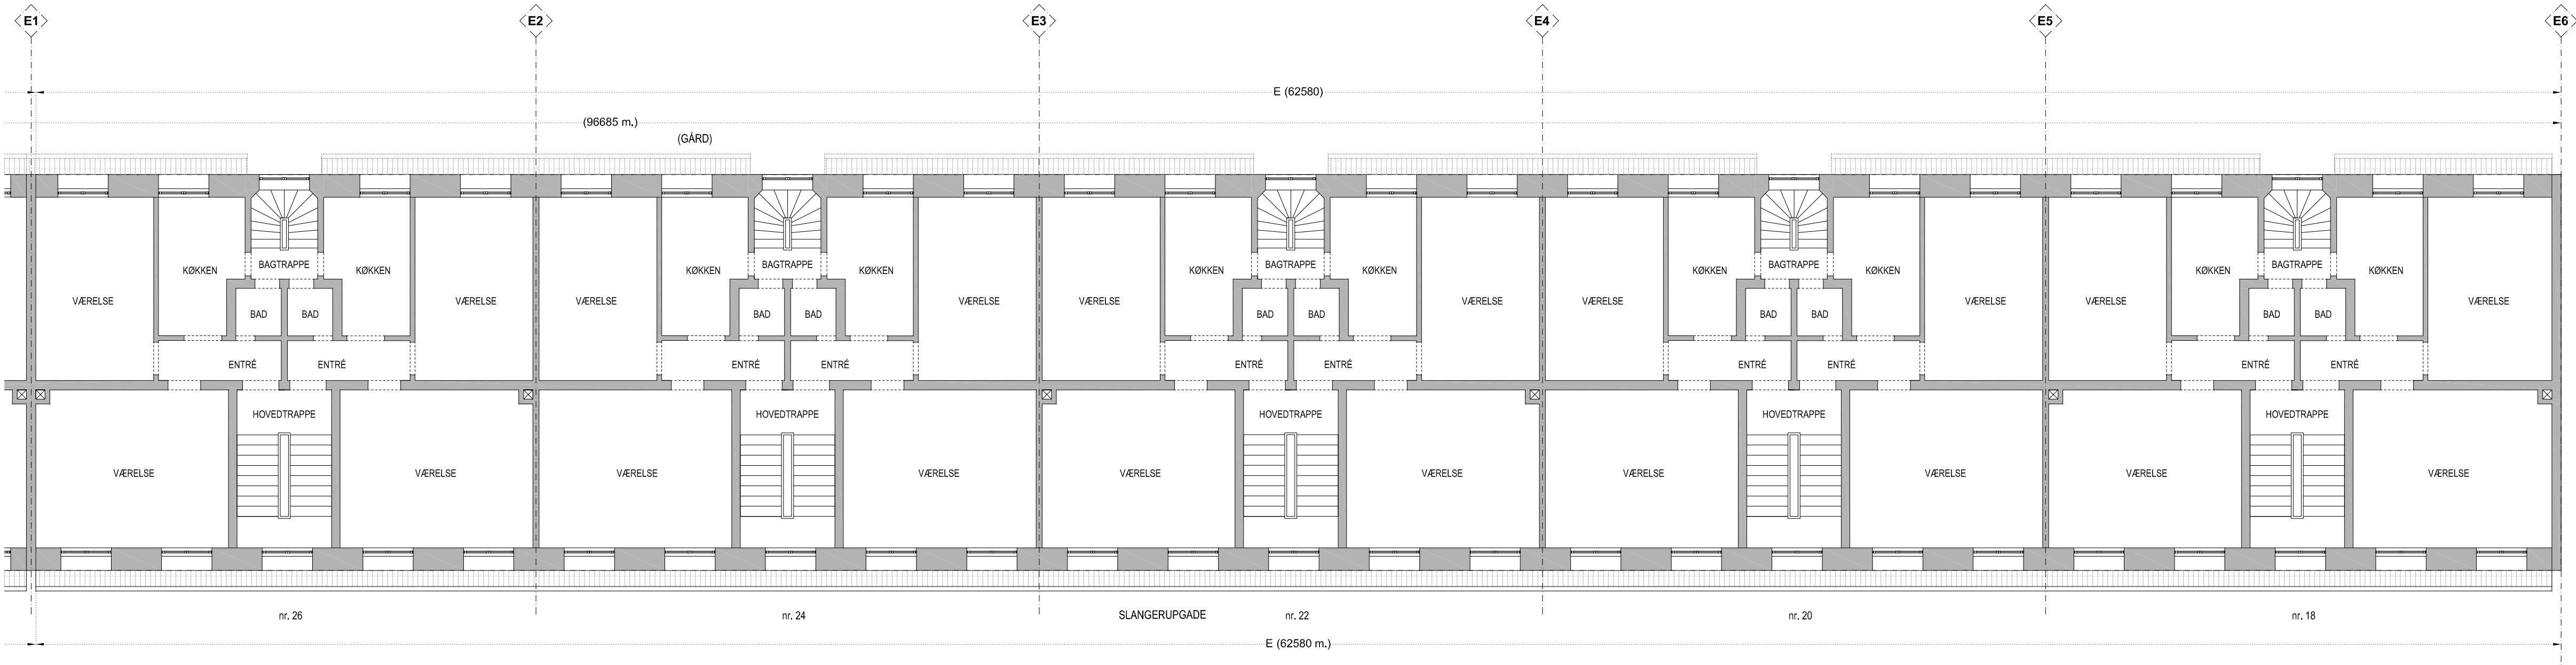 E1 E2 E3 E4 E5 E6
E (62580)
(96685 m.)
(GÅRD)
BAGTRAPPE BAGTRAPPE BAGTRAPPE BAGTRAPPE BAGTRAPPE
KØKKEN KØKKEN KØKKEN KØKKEN KØKKEN KØKKEN KØKKEN KØKKEN KØKKEN KØKKEN
VÆRELSE VÆRELSE VÆRELSE VÆRELSE VÆRELSE VÆRELSE VÆRELSE VÆRELSE VÆRELSE VÆRELSE
BAD BAD BAD BAD BAD BAD BAD BAD BAD BAD
ENTRÉ ENTRÉ ENTRÉ ENTRÉ ENTRÉ ENTRÉ ENTRÉ ENTRÉ ENTRÉ ENTRÉ
HOVEDTRAPPE HOVEDTRAPPE HOVEDTRAPPE HOVEDTRAPPE HOVEDTRAPPE
VÆRELSE VÆRELSE VÆRELSE VÆRELSE VÆRELSE VÆRELSE VÆRELSE VÆRELSE VÆRELSE VÆRELSE
nr. 26 nr. 24 SLANGERUPGADE nr. 22 nr. 20 nr. 18
E (62580 m.)